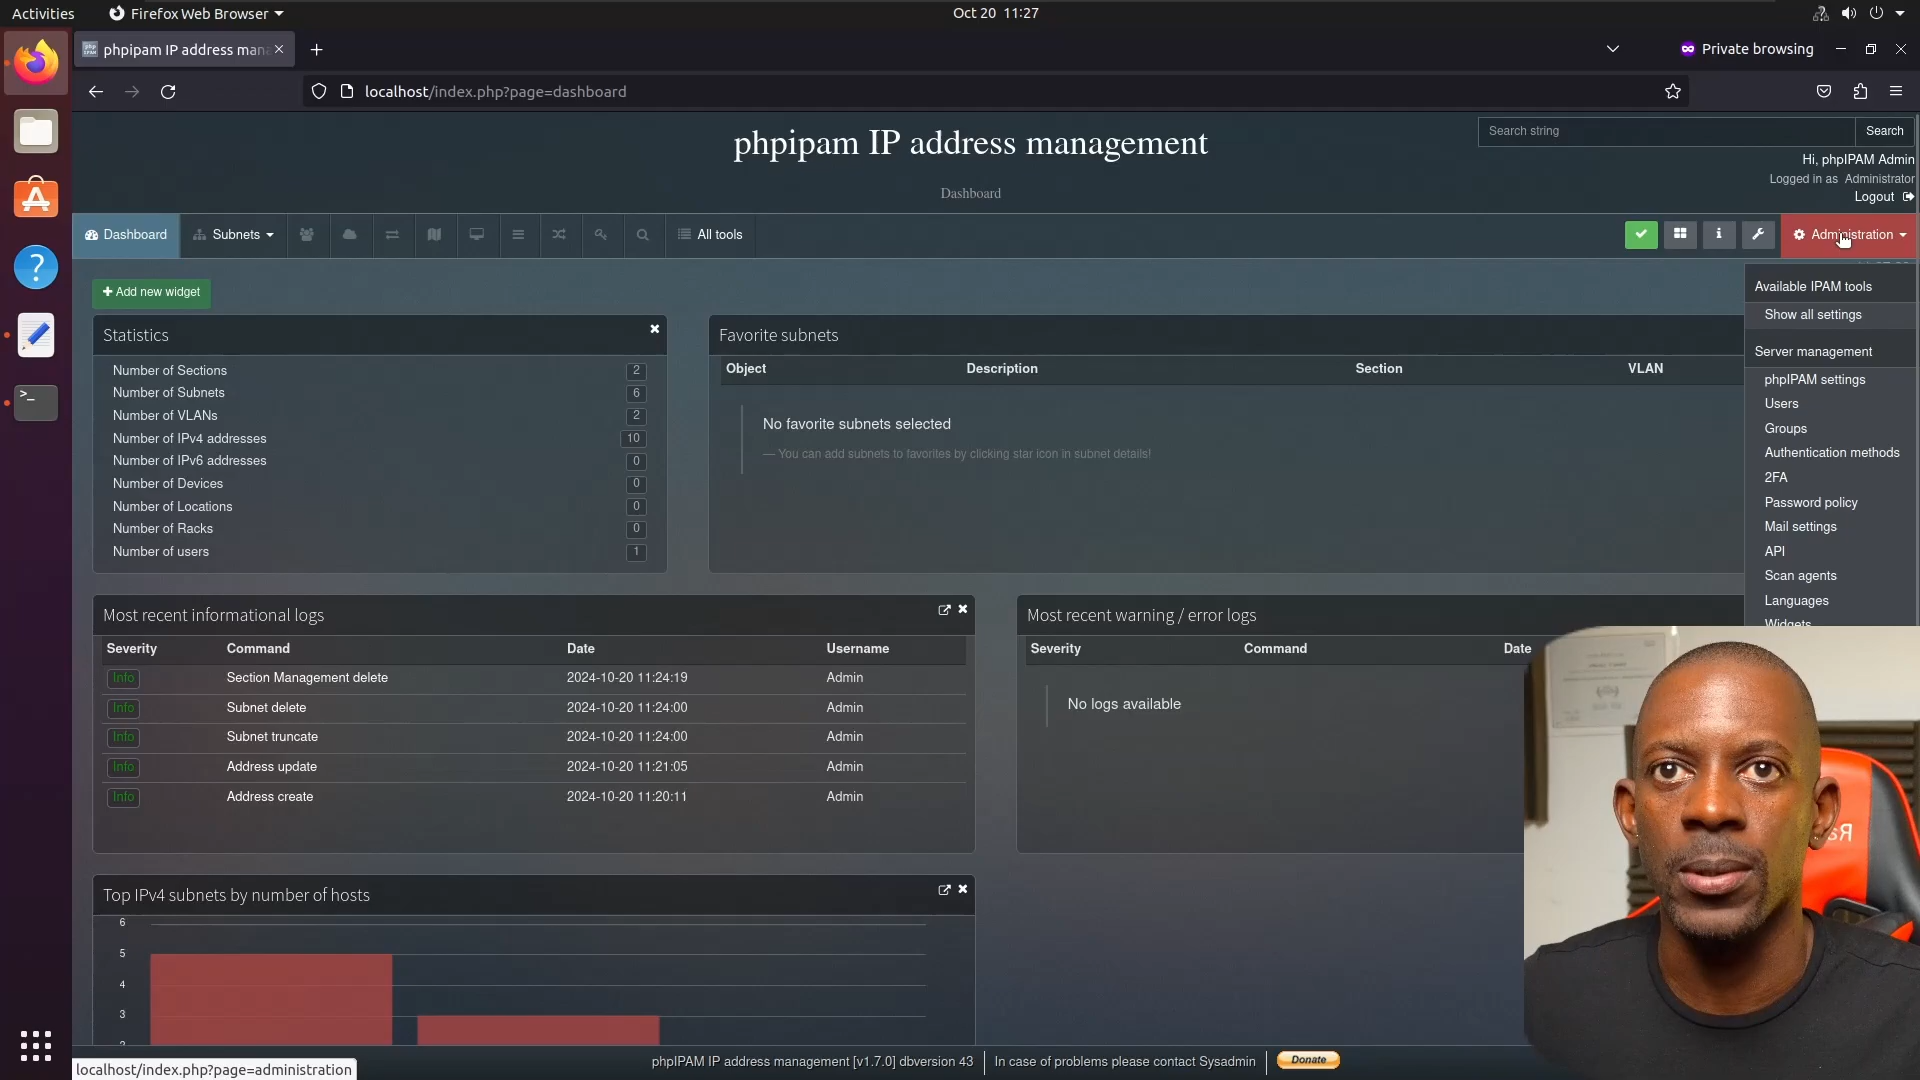 Activities
Firefox Web Browser
Oct 20 11:27
phpipam IP address man
Private browsing
localhost/index.php?page=dashboard
phpipam IP address management
Dashboard
Search string
Search
Hi, phpIPAM Admin
Logged in as Administrator
Logout
Dashboard
Subnets
All tools
Administration
Add new widget
Available IPAM tools
Show all settings
Server management
phpIPAM settings
Users
Groups
Authentication methods
2FA
Password policy
Mail settings
API
Scan agents
Languages
Widgets
Statistics
Number of Sections 2
Number of Subnets 6
Number of VLANs 2
Number of IPv4 addresses 10
Number of IPv6 addresses 0
Number of Devices 0
Number of Locations 0
Number of Racks 0
Number of users 1
Favorite subnets
Object Description Section VLAN
No favorite subnets selected
— You can add subnets to favorites by clicking star icon in subnet details!
Most recent informational logs
Severity Command Date Username
Info Section Management delete 2024-10-20 11:24:19 Admin
Info Subnet delete 2024-10-20 11:24:00 Admin
Info Subnet truncate 2024-10-20 11:24:00 Admin
Info Address update 2024-10-20 11:21:05 Admin
Info Address create 2024-10-20 11:20:11 Admin
Most recent warning / error logs
Severity Command Date
No logs available
Top IPv4 subnets by number of hosts
6
5
4
3
2
phpIPAM IP address management [v1.7.0] dbversion 43
In case of problems please contact Sysadmin
Donate
localhost/index.php?page=administration